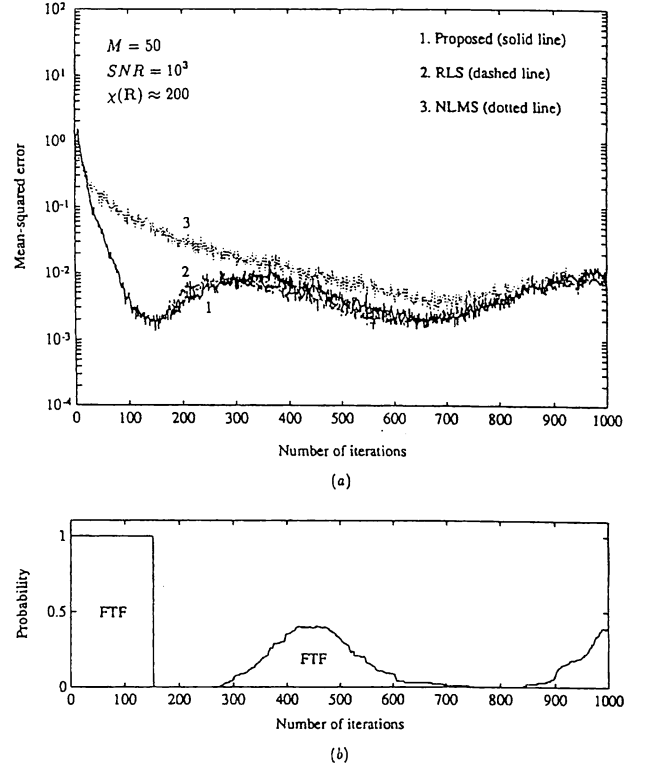 10²
10¹
10⁰
10⁻¹
10⁻²
10⁻³
10⁻⁴
Mean-squared error
M = 50
SNR = 10³
χ(R) ≈ 200
1. Proposed (solid line)
2. RLS (dashed line)
3. NLMS (dotted line)
3
2
1
0 100 200 300 400 500 600 700 800 900 1000
Number of iterations
(a)
Probability
1
0.5
0
FTF
FTF
0 100 200 300 400 500 600 700 800 900 1000
Number of iterations
(b)